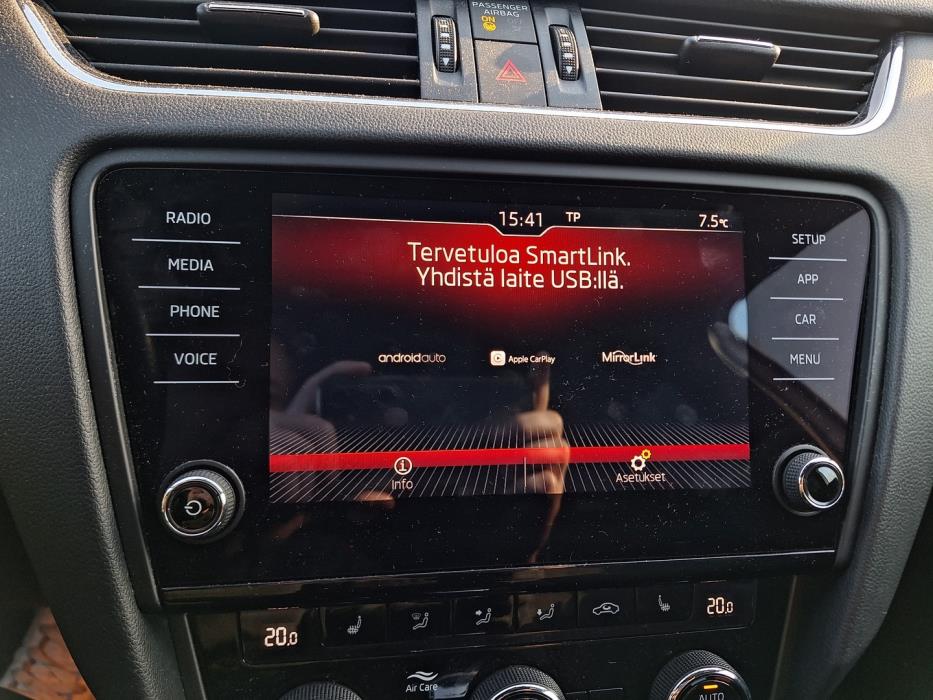 PASSENGER
AIRBAG
ON
RADIO
MEDIA
PHONE
VOICE
15:41 TP 7.5°C
Tervetuloa SmartLink.
Yhdistä laite USB:llä.
androidauto Apple CarPlay MirrorLink
Info Asetukset
SETUP
APP
CAR
MENU
20.0 20.0
Air Care
AUTO